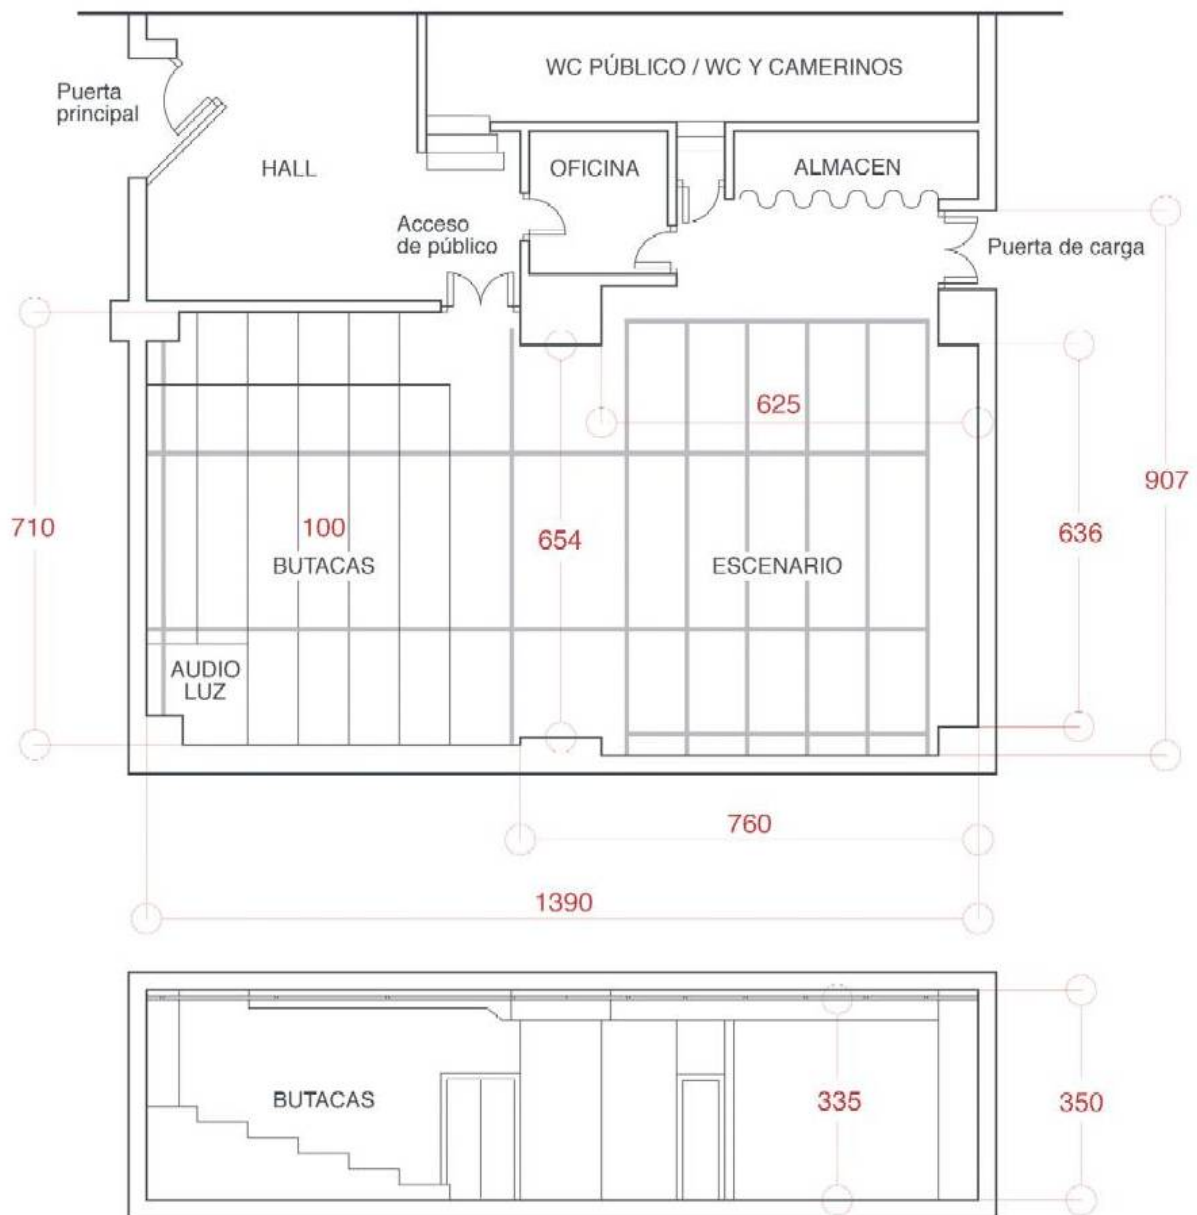 WC PÚBLICO / WC Y CAMERINOS
Puerta
principal
HALL
OFICINA
ALMACEN
Acceso
de público
Puerta de carga
625
907
710
100
654
636
BUTACAS
ESCENARIO
AUDIO
LUZ
760
1390
BUTACAS
335
350